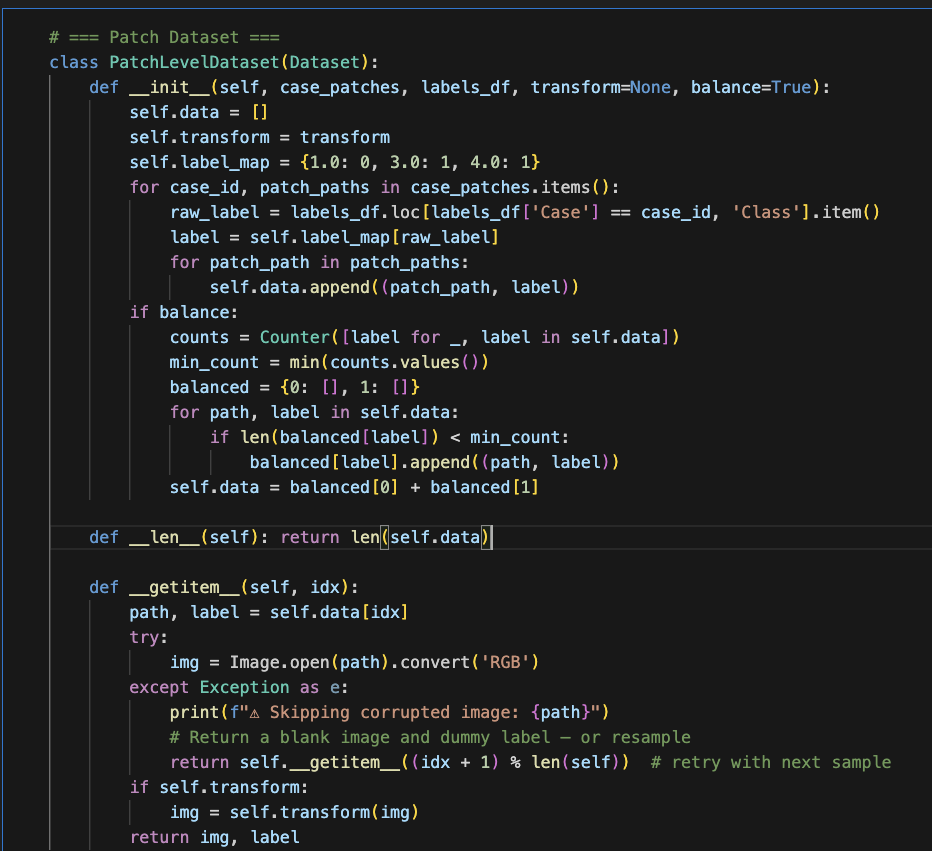 # === Patch Dataset ===
class PatchLevelDataset(Dataset):
    def __init__(self, case_patches, labels_df, transform=None, balance=True):
        self.data = []
        self.transform = transform
        self.label_map = {1.0: 0, 3.0: 1, 4.0: 1}
        for case_id, patch_paths in case_patches.items():
            raw_label = labels_df.loc[labels_df['Case'] == case_id, 'Class'].item()
            label = self.label_map[raw_label]
            for patch_path in patch_paths:
                self.data.append((patch_path, label))
        if balance:
            counts = Counter([label for _, label in self.data])
            min_count = min(counts.values())
            balanced = {0: [], 1: []}
            for path, label in self.data:
                if len(balanced[label]) < min_count:
                    balanced[label].append((path, label))
            self.data = balanced[0] + balanced[1]

    def __len__(self): return len(self.data)

    def __getitem__(self, idx):
        path, label = self.data[idx]
        try:
            img = Image.open(path).convert('RGB')
        except Exception as e:
            print(f"⚠ Skipping corrupted image: {path}")
            # Return a blank image and dummy label — or resample
            return self.__getitem__((idx + 1) % len(self))  # retry with next sample
        if self.transform:
            img = self.transform(img)
        return img, label